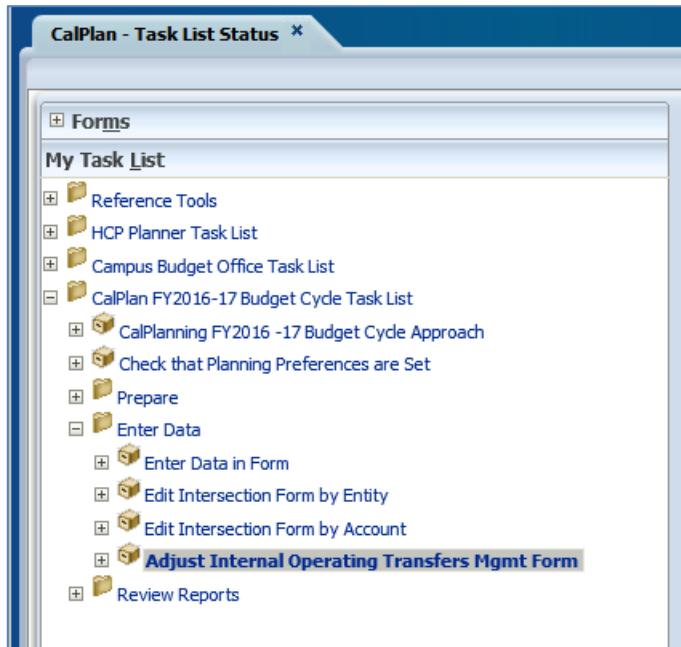 CalPlan - Task List Status ×
Forms
My Task List
Reference Tools
HCP Planner Task List
Campus Budget Office Task List
CalPlan FY2016-17 Budget Cycle Task List
CalPlanning FY2016 -17 Budget Cycle Approach
Check that Planning Preferences are Set
Prepare
Enter Data
Enter Data in Form
Edit Intersection Form by Entity
Edit Intersection Form by Account
Adjust Internal Operating Transfers Mgmt Form
Review Reports